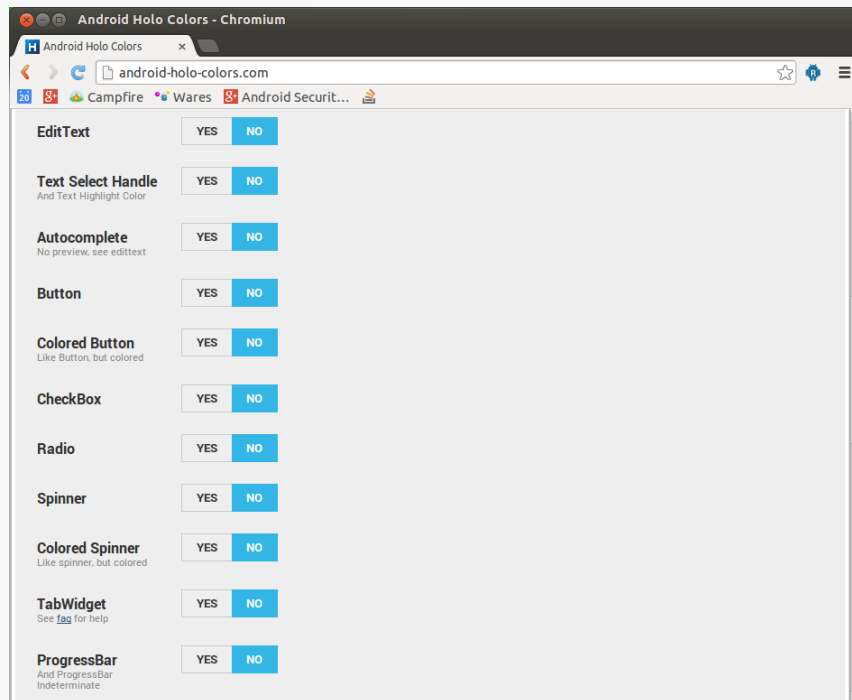 Android Holo Colors - Chromium
Android Holo Colors
android-holo-colors.com
20 8+ Campfire Wares 8+ Android Securit...
EditText YES NO
Text Select Handle YES NO
And Text Highlight Color
Autocomplete YES NO
No preview, see edittext
Button YES NO
Colored Button YES NO
Like Button, but colored
CheckBox YES NO
Radio YES NO
Spinner YES NO
Colored Spinner YES NO
Like spinner, but colored
TabWidget YES NO
See faq for help
ProgressBar YES NO
And ProgressBar
Indeterminate